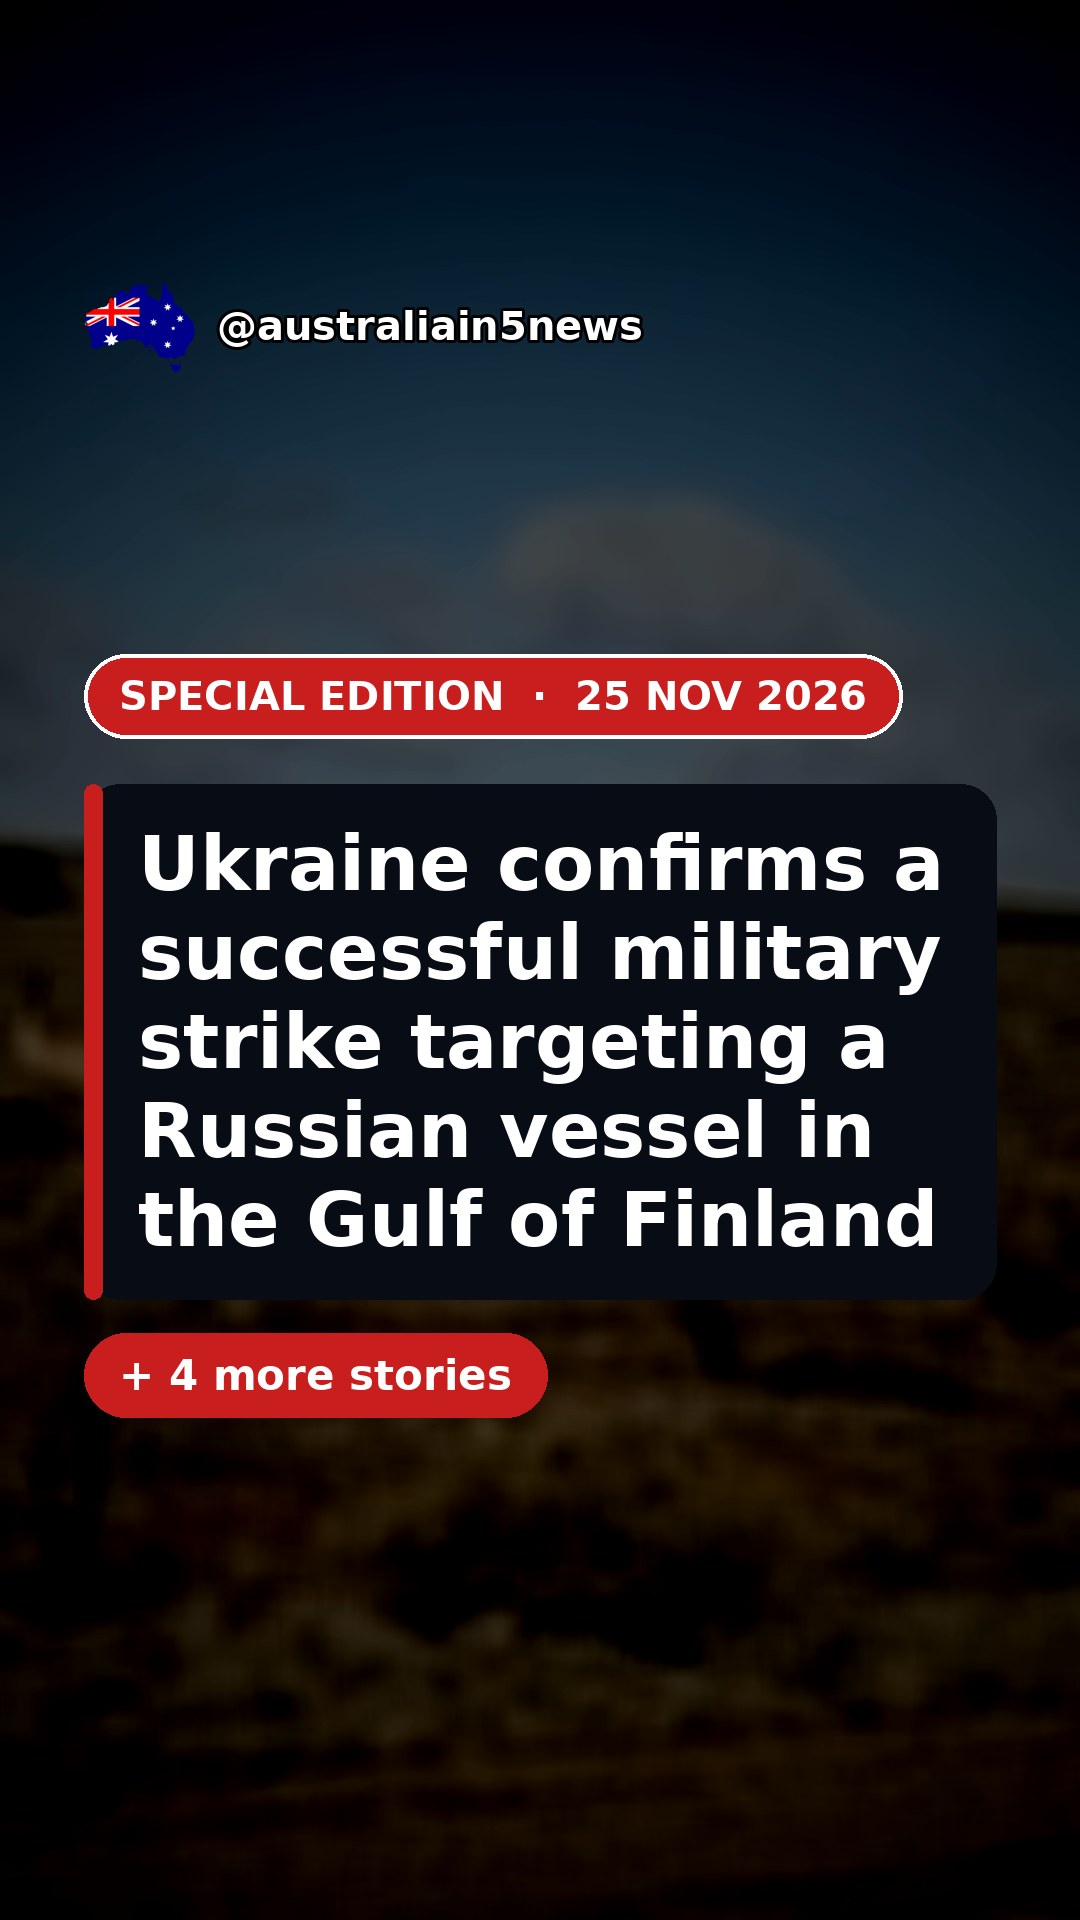 @australiain5news
SPECIAL EDITION · 25 NOV 2026
Ukraine confirms a
successful military
strike targeting a
Russian vessel in
the Gulf of Finland
+ 4 more stories